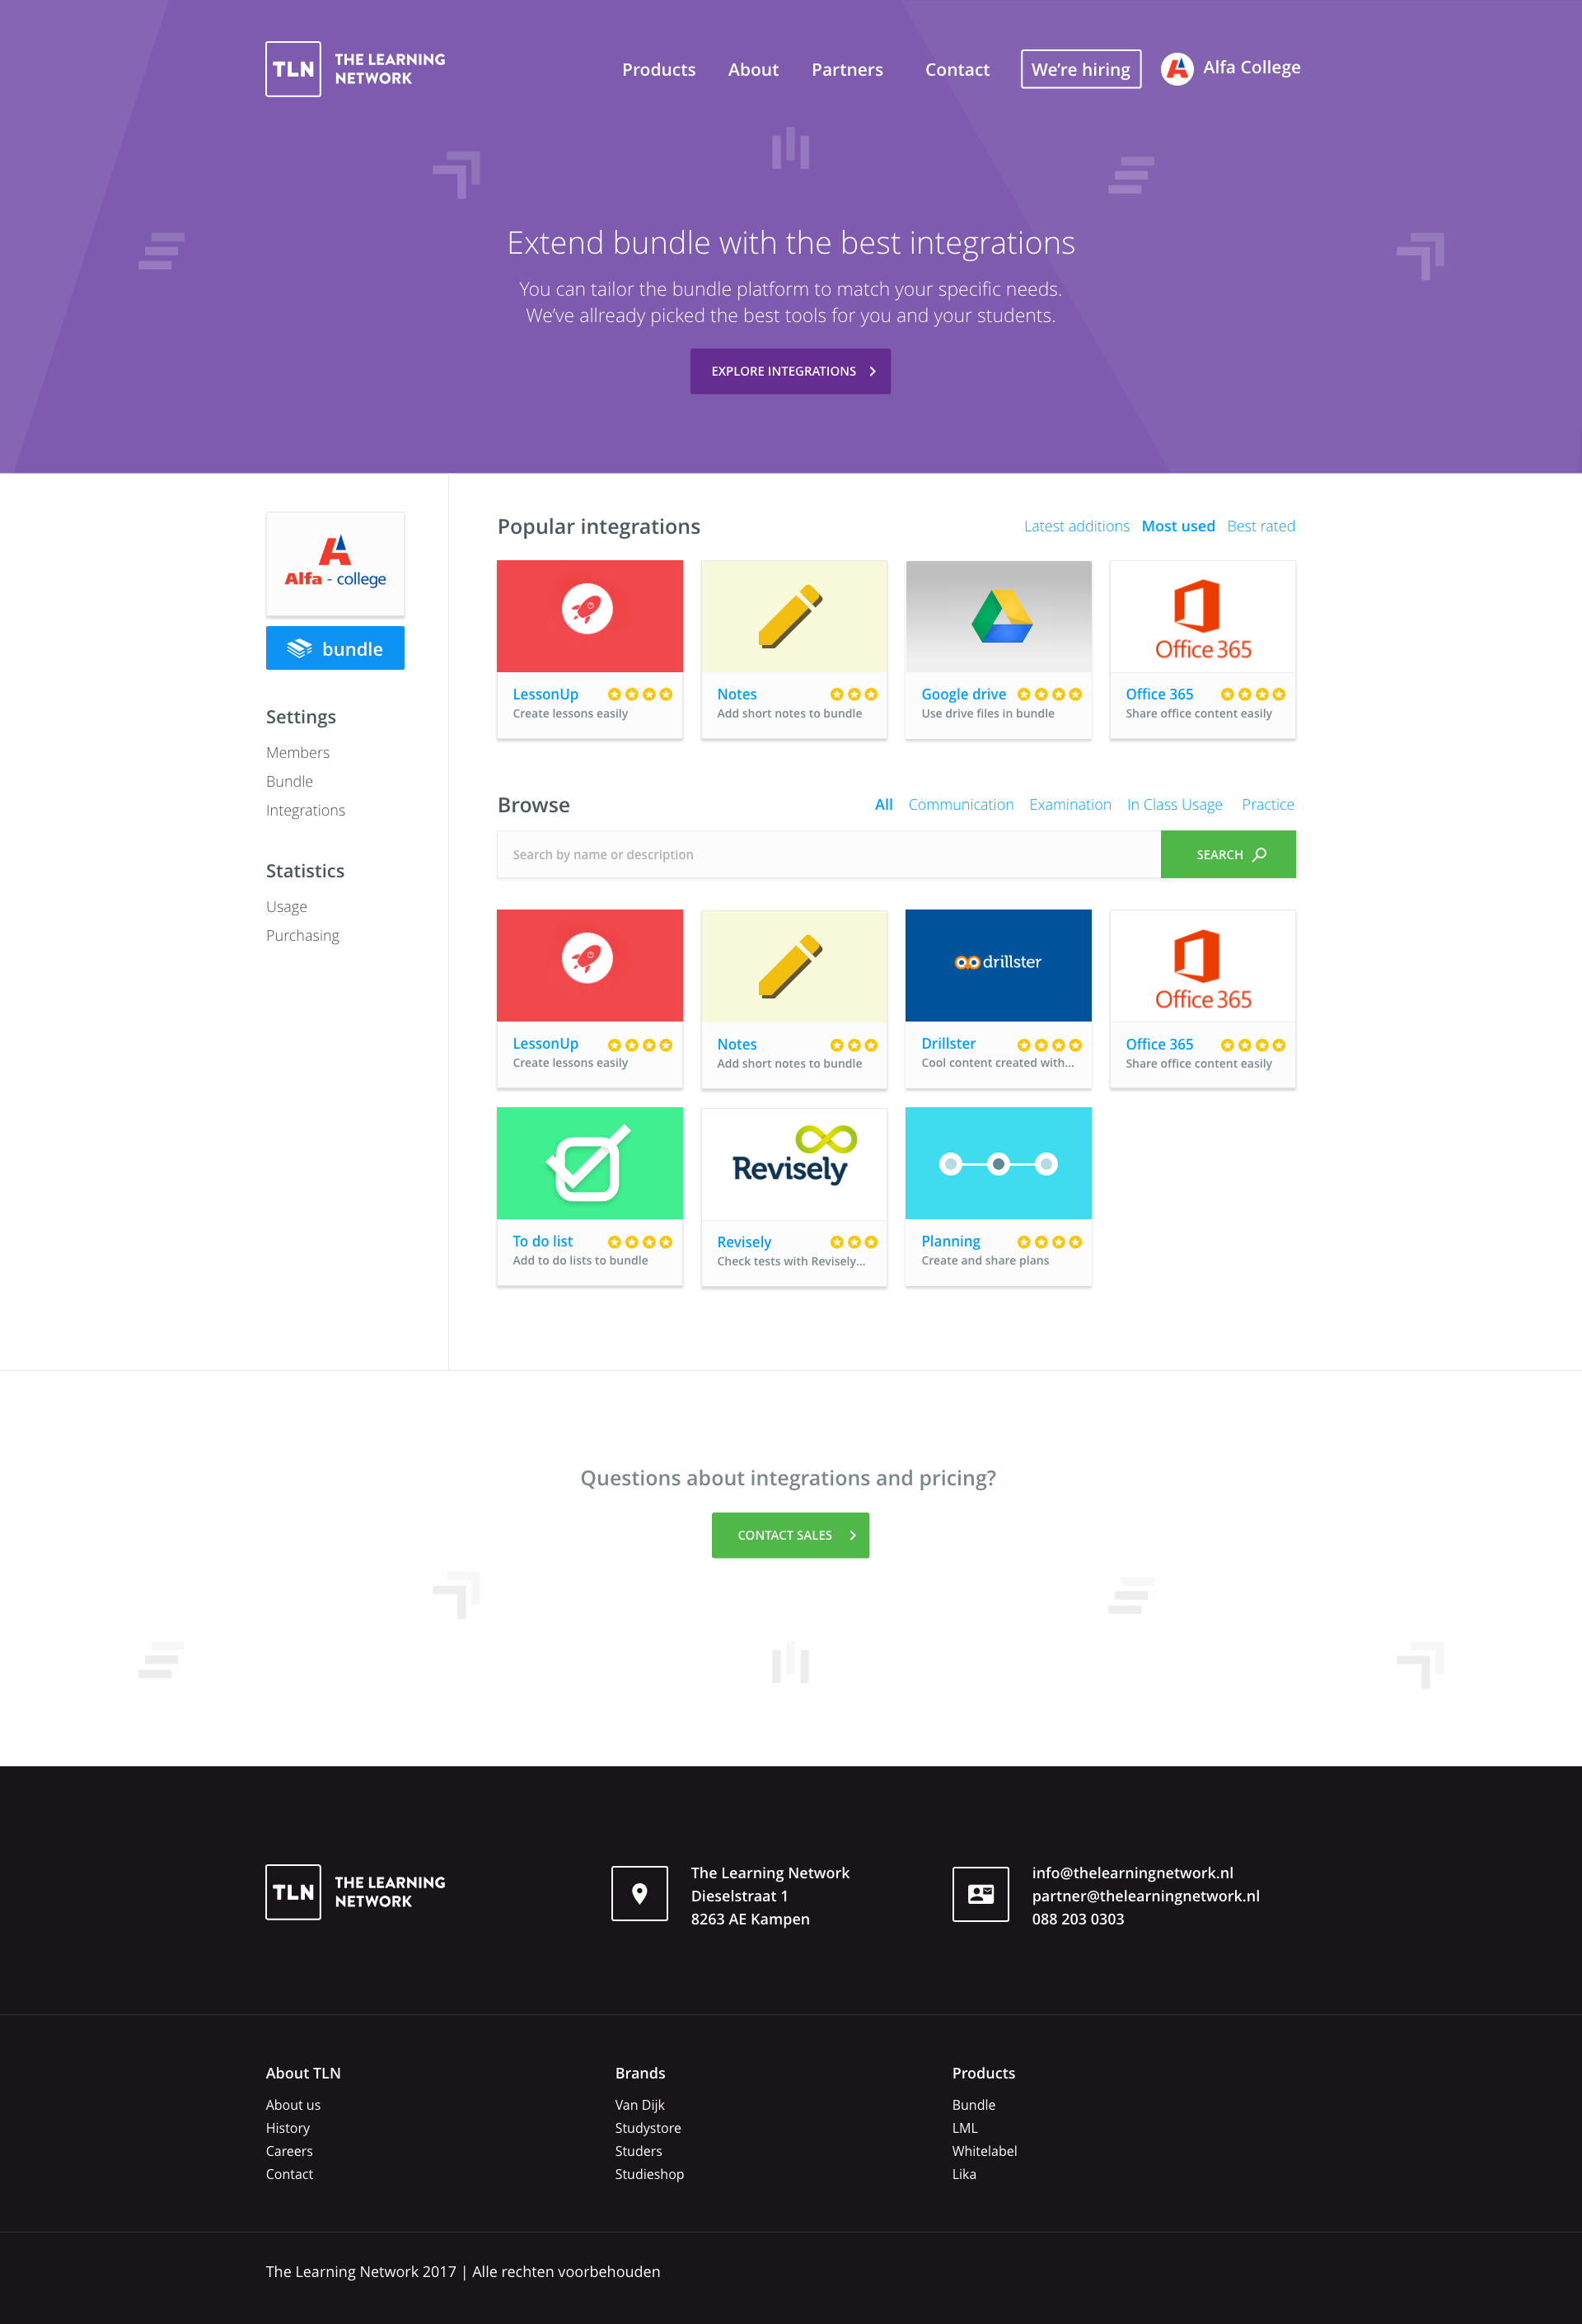 TLN THE LEARNING
NETWORK
Products About Partners Contact We're hiring Alfa College
Extend bundle with the best integrations
You can tailor the bundle platform to match your specific needs.
We've allready picked the best tools for you and your students.
EXPLORE INTEGRATIONS
Alfa - college
bundle
Settings
Members
Bundle
Integrations
Statistics
Usage
Purchasing
Popular integrations
Latest additions Most used Best rated
Office 365
LessonUp
Create lessons easily
Notes
Add short notes to bundle
Google drive
Use drive files in bundle
Office 365
Share office content easily
Browse
All Communication Examination In Class Usage Practice
Search by name or description
SEARCH
drillster
Office 365
LessonUp
Create lessons easily
Notes
Add short notes to bundle
Drillster
Cool content created with...
Office 365
Share office content easily
Revisely
To do list
Add to do lists to bundle
Revisely
Check tests with Revisely...
Planning
Create and share plans
Questions about integrations and pricing?
CONTACT SALES
TLN THE LEARNING
NETWORK
The Learning Network
Dieselstraat 1
8263 AE Kampen
info@thelearningnetwork.nl
partner@thelearningnetwork.nl
088 203 0303
About TLN
About us
History
Careers
Contact
Brands
Van Dijk
Studystore
Studers
Studieshop
Products
Bundle
LML
Whitelabel
Lika
The Learning Network 2017 | Alle rechten voorbehouden